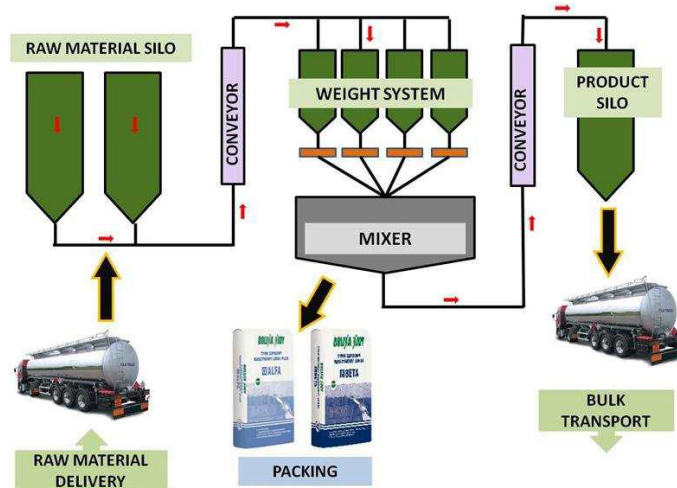 RAW MATERIAL SILO
CONVEYOR
WEIGHT SYSTEM
CONVEYOR
PRODUCT
SILO
MIXER
ALFA
BETA
RAW MATERIAL
DELIVERY
PACKING
BULK
TRANSPORT